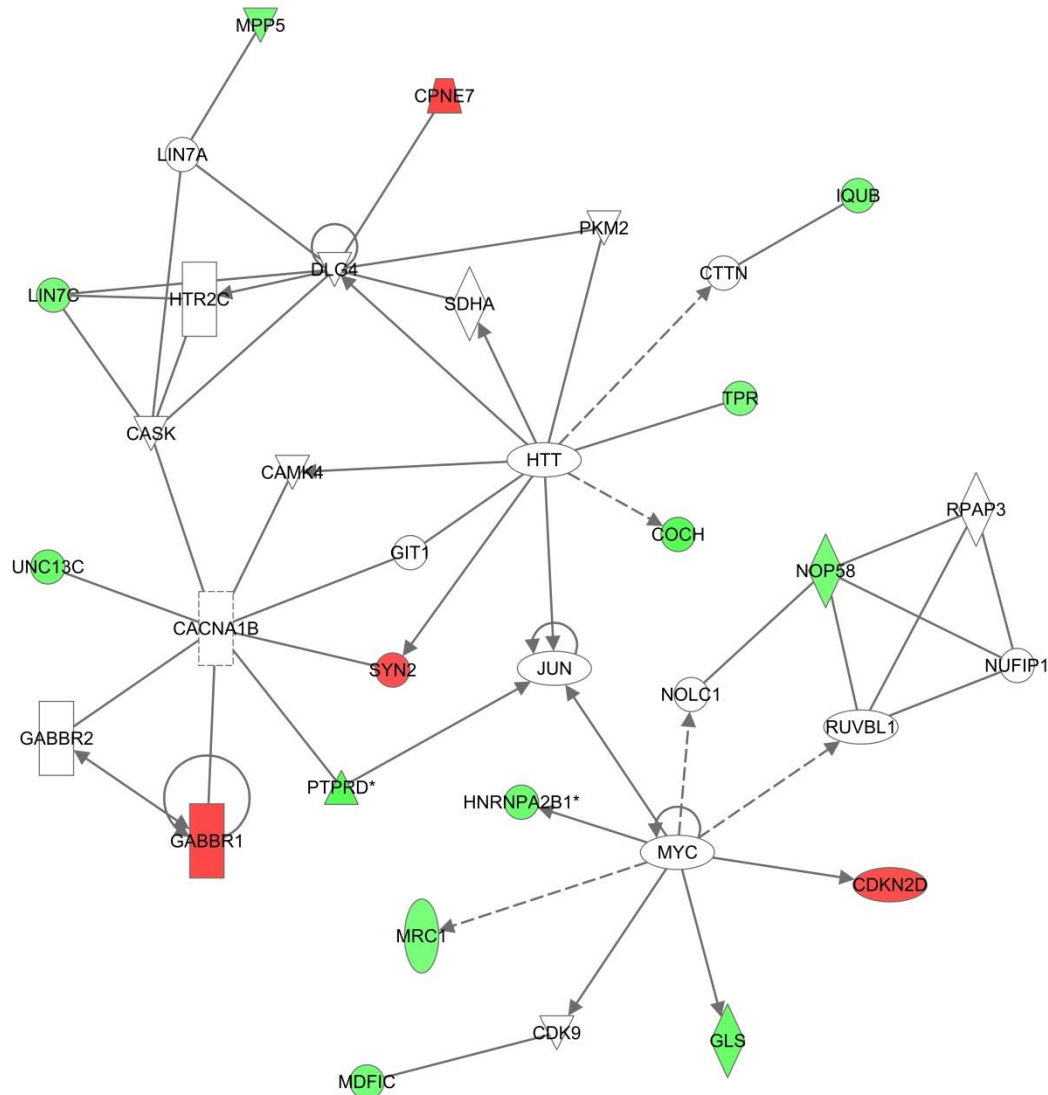 MPP5
CPNE7
LIN7A
IQUB
PKM2
DLG4
CTTN
LIN7C
HTR2C
SDHA
TPR
CASK
HTT
CAMK4
RPAP3
COCH
GIT1
UNC13C
NOP58
CACNA1B
SYN2
JUN
NUFIP1
NOLC1
RUVBL1
GABBR2
PTPRD*
HNRNPA2B1*
GABBR1
MYC
CDKN2D
MRC1
CDK9
GLS
MDFIC